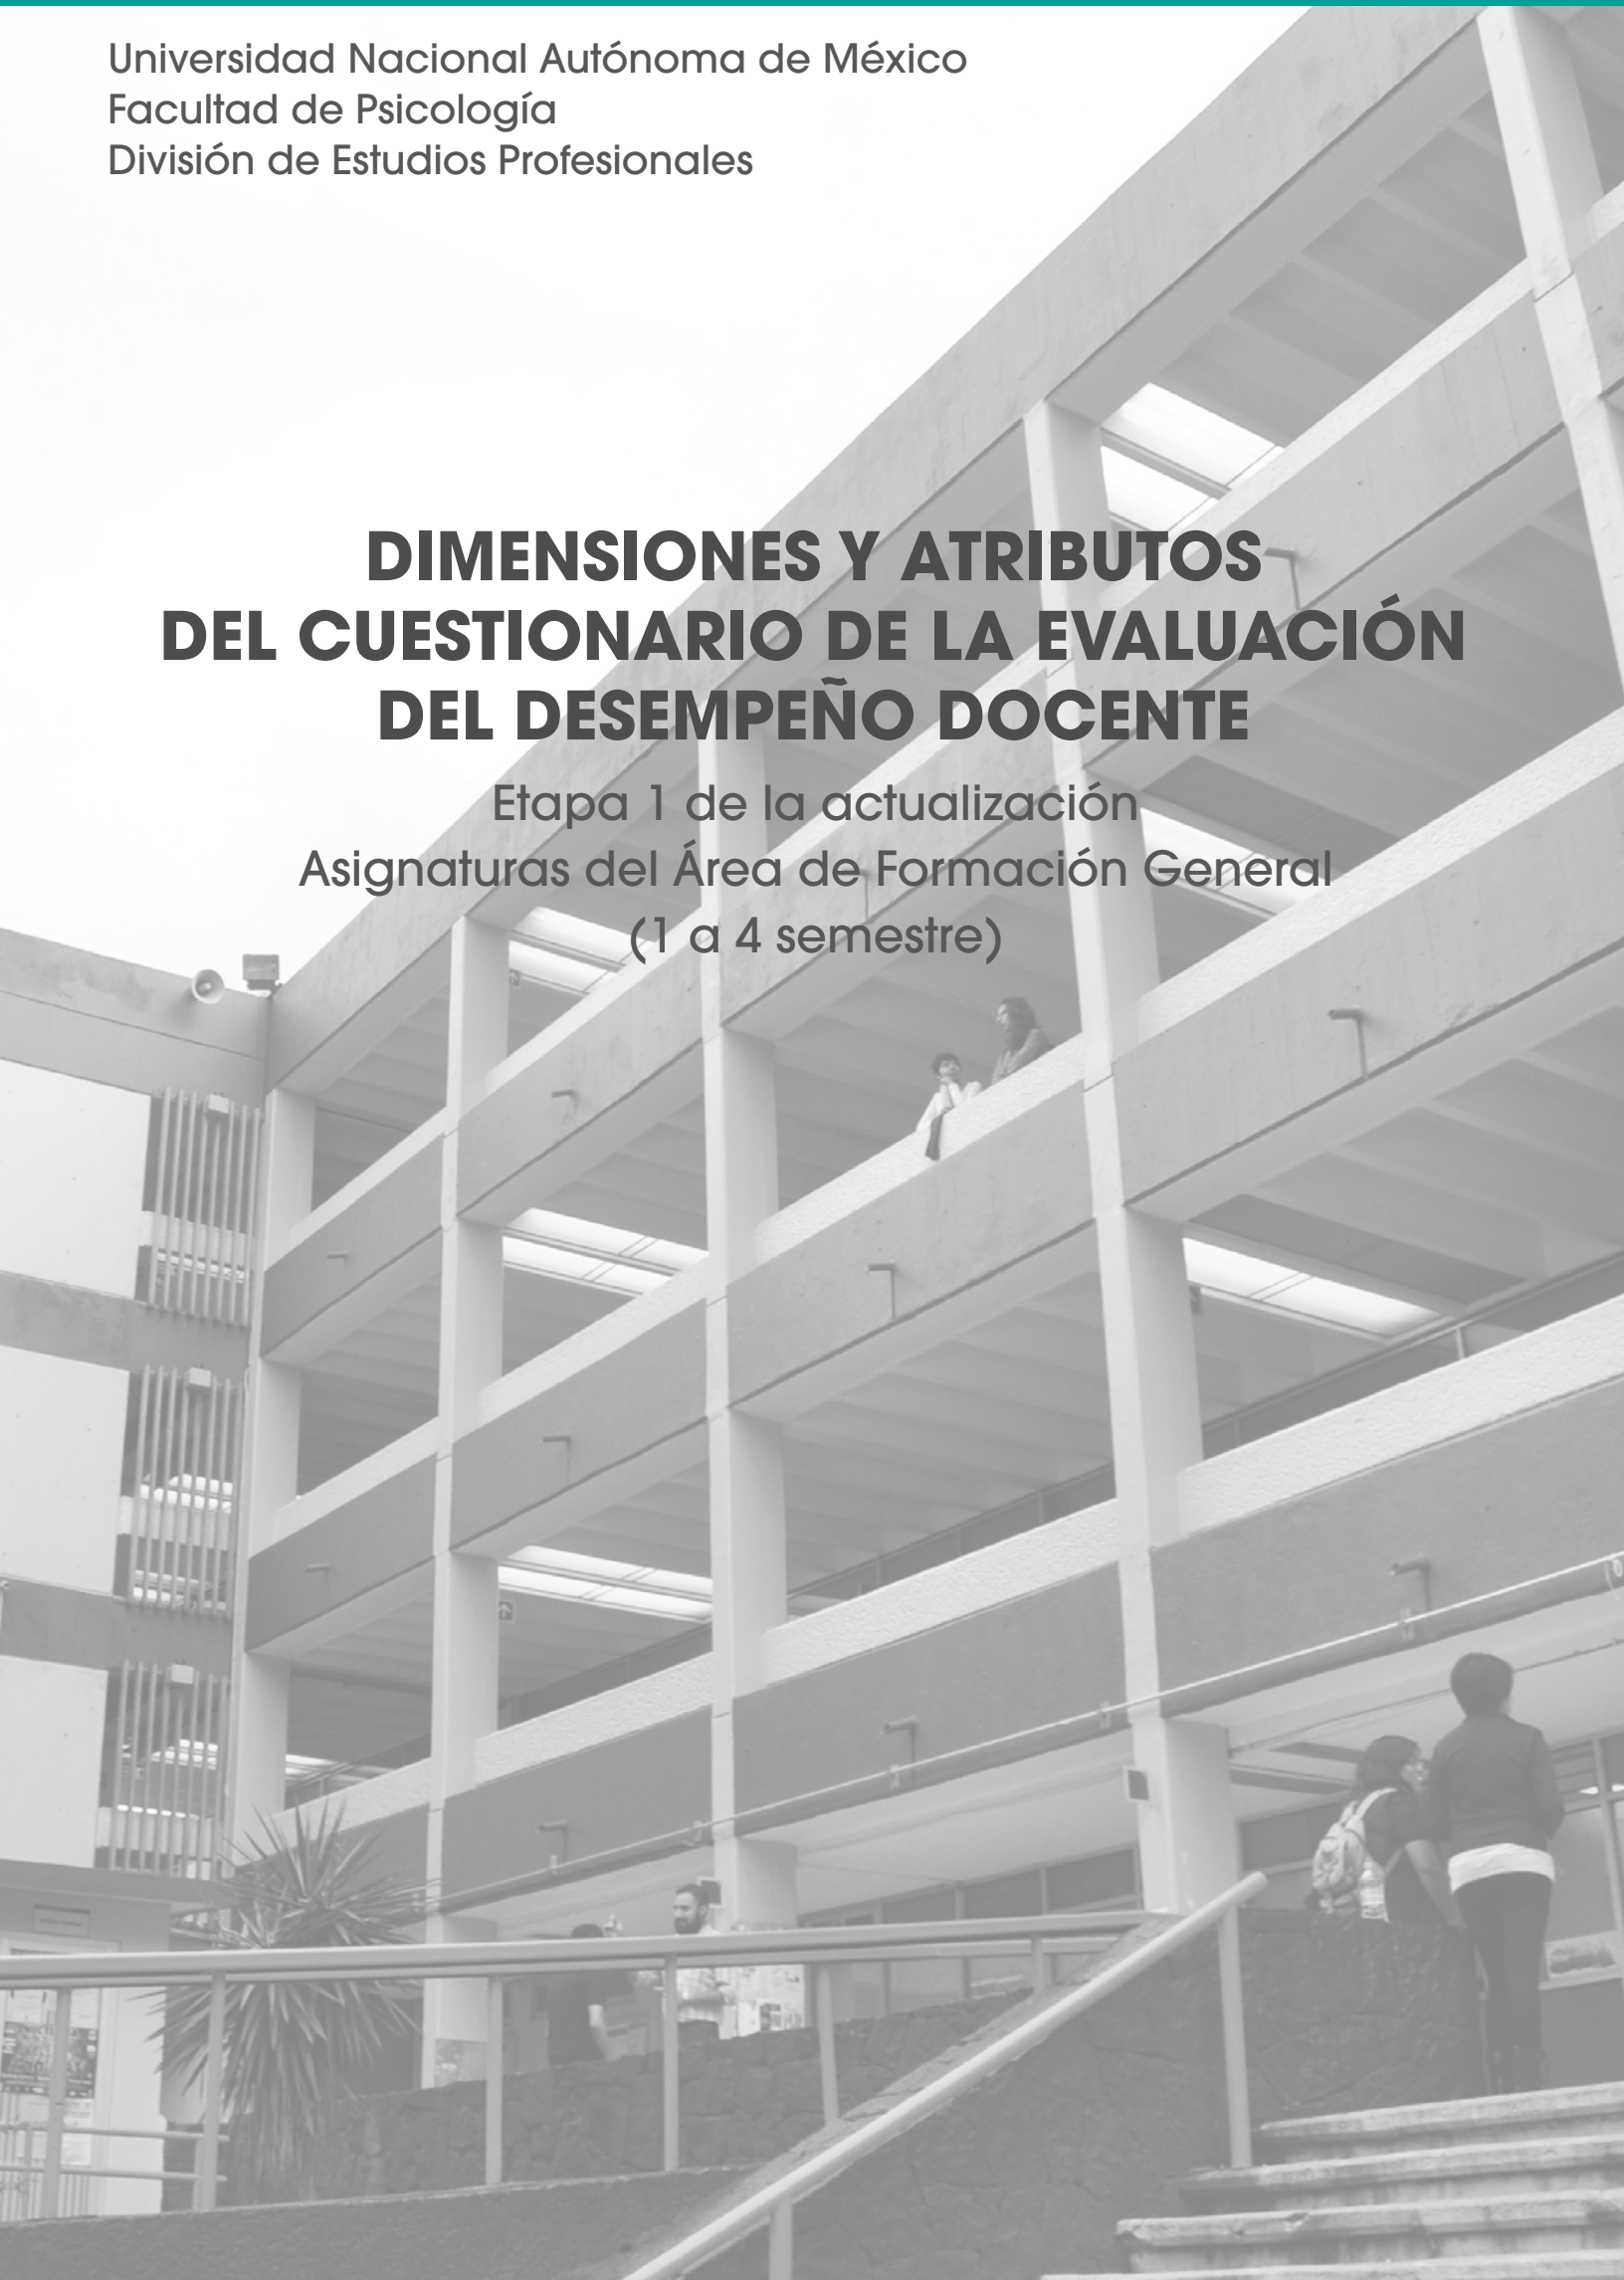 Universidad Nacional Autónoma de México
Facultad de Psicología
División de Estudios Profesionales
DIMENSIONES Y ATRIBUTOS
DEL CUESTIONARIO DE LA EVALUACIÓN
DEL DESEMPEÑO DOCENTE
Etapa 1 de la actualización
Asignaturas del Área de Formación General
(1 a 4 semestre)